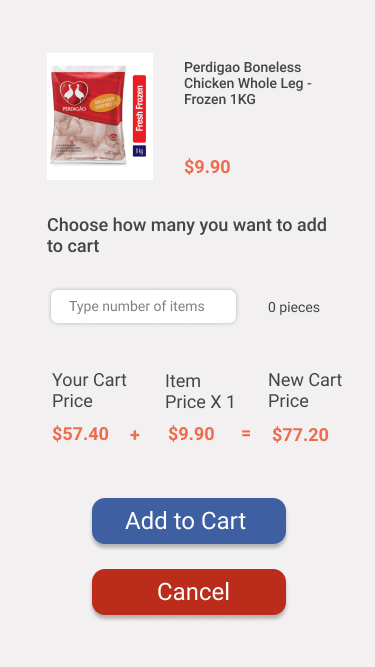 PERDIGÃO
Fresh Frozen
1kg
Perdigao Boneless
Chicken Whole Leg -
Frozen 1KG
$9.90
Choose how many you want to add
to cart
Type number of items
0 pieces
Your Cart
Price
Item
Price X 1
New Cart
Price
$57.40 + $9.90 = $77.20
Add to Cart
Cancel